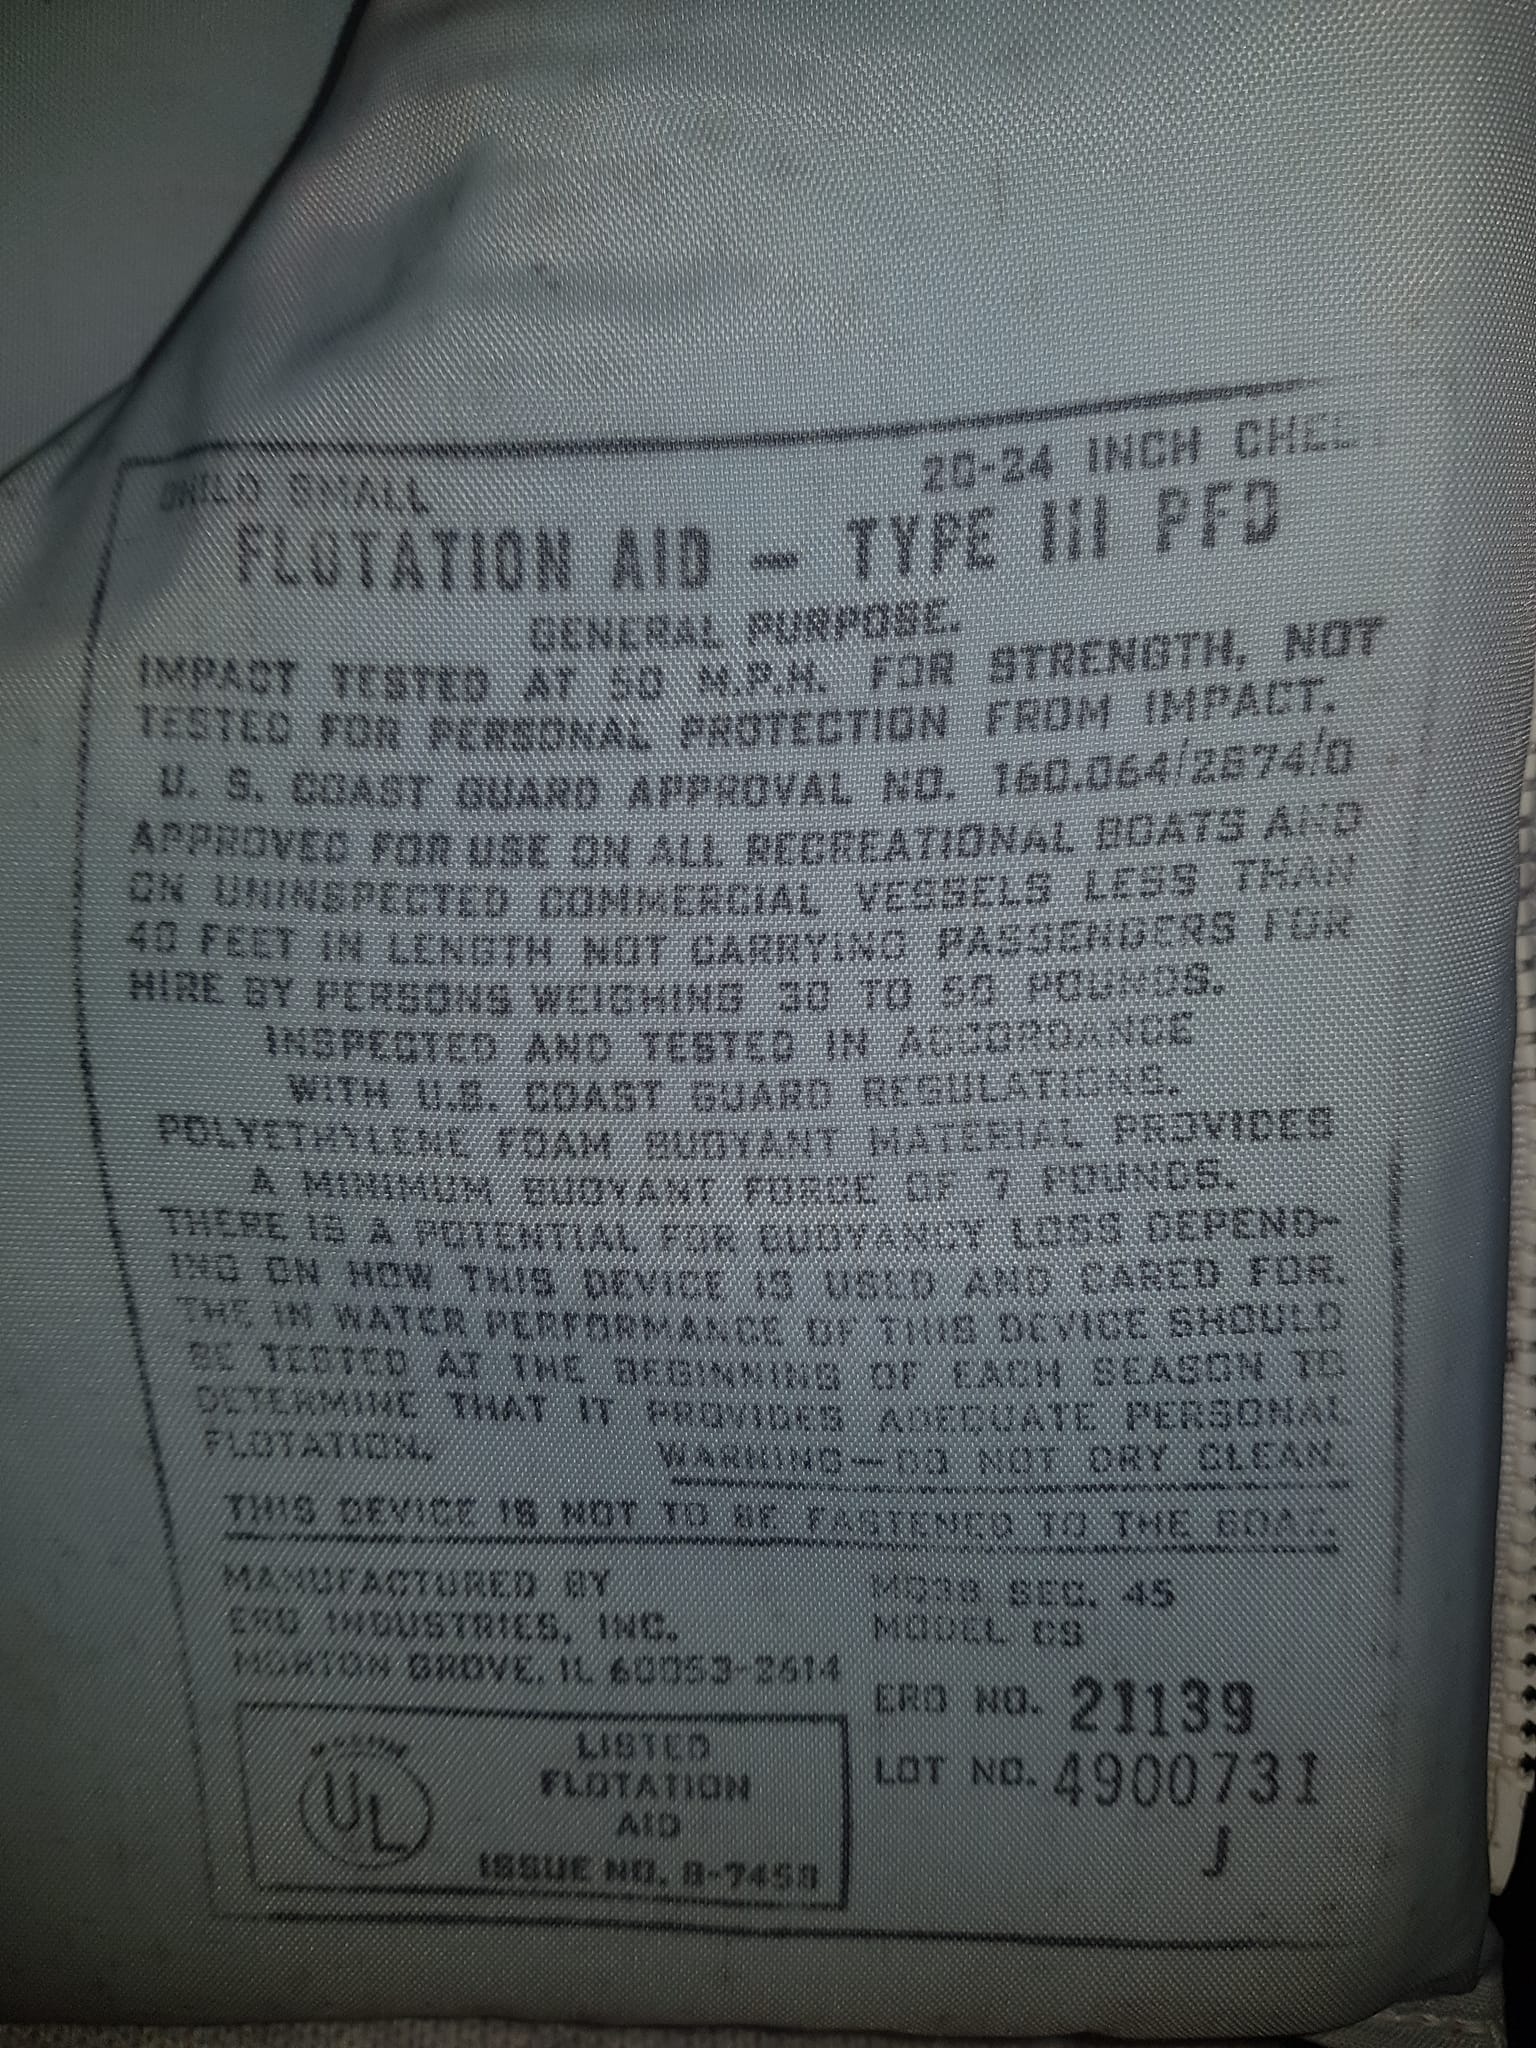 CHILD SMALL 20-24 INCH CHEST
FLOTATION AID — TYPE III PFD
GENERAL PURPOSE.
IMPACT TESTED AT 50 M.P.H. FOR STRENGTH, NOT
TESTED FOR PERSONAL PROTECTION FROM IMPACT.
U. S. COAST GUARD APPROVAL NO. 160.064/2874/0
APPROVED FOR USE ON ALL RECREATIONAL BOATS AND
ON UNINSPECTED COMMERCIAL VESSELS LESS THAN
40 FEET IN LENGTH NOT CARRYING PASSENGERS FOR
HIRE BY PERSONS WEIGHING 30 TO 50 POUNDS.
INSPECTED AND TESTED IN ACCORDANCE
WITH U.S. COAST GUARD REGULATIONS.
POLYETHYLENE FOAM BUOYANT MATERIAL PROVIDES
A MINIMUM BUOYANT FORCE OF 7 POUNDS.
THERE IS A POTENTIAL FOR BUOYANCY LOSS DEPEND-
ING ON HOW THIS DEVICE IS USED AND CARED FOR.
THE IN WATER PERFORMANCE OF THIS DEVICE SHOULD
BE TESTED AT THE BEGINNING OF EACH SEASON TO
DETERMINE THAT IT PROVIDES ADEQUATE PERSONAL
FLOTATION. WARNING—DO NOT DRY CLEAN
THIS DEVICE IS NOT TO BE FASTENED TO THE BOAT.
MANUFACTURED BY
ERO INDUSTRIES, INC.
MORTON GROVE, IL 60053-2614
SEC. 45
MODEL CS
ERO NO. 21139
LOT NO. 4900731
J
UL
LISTED
FLOTATION
AID
ISSUE NO. B-7458